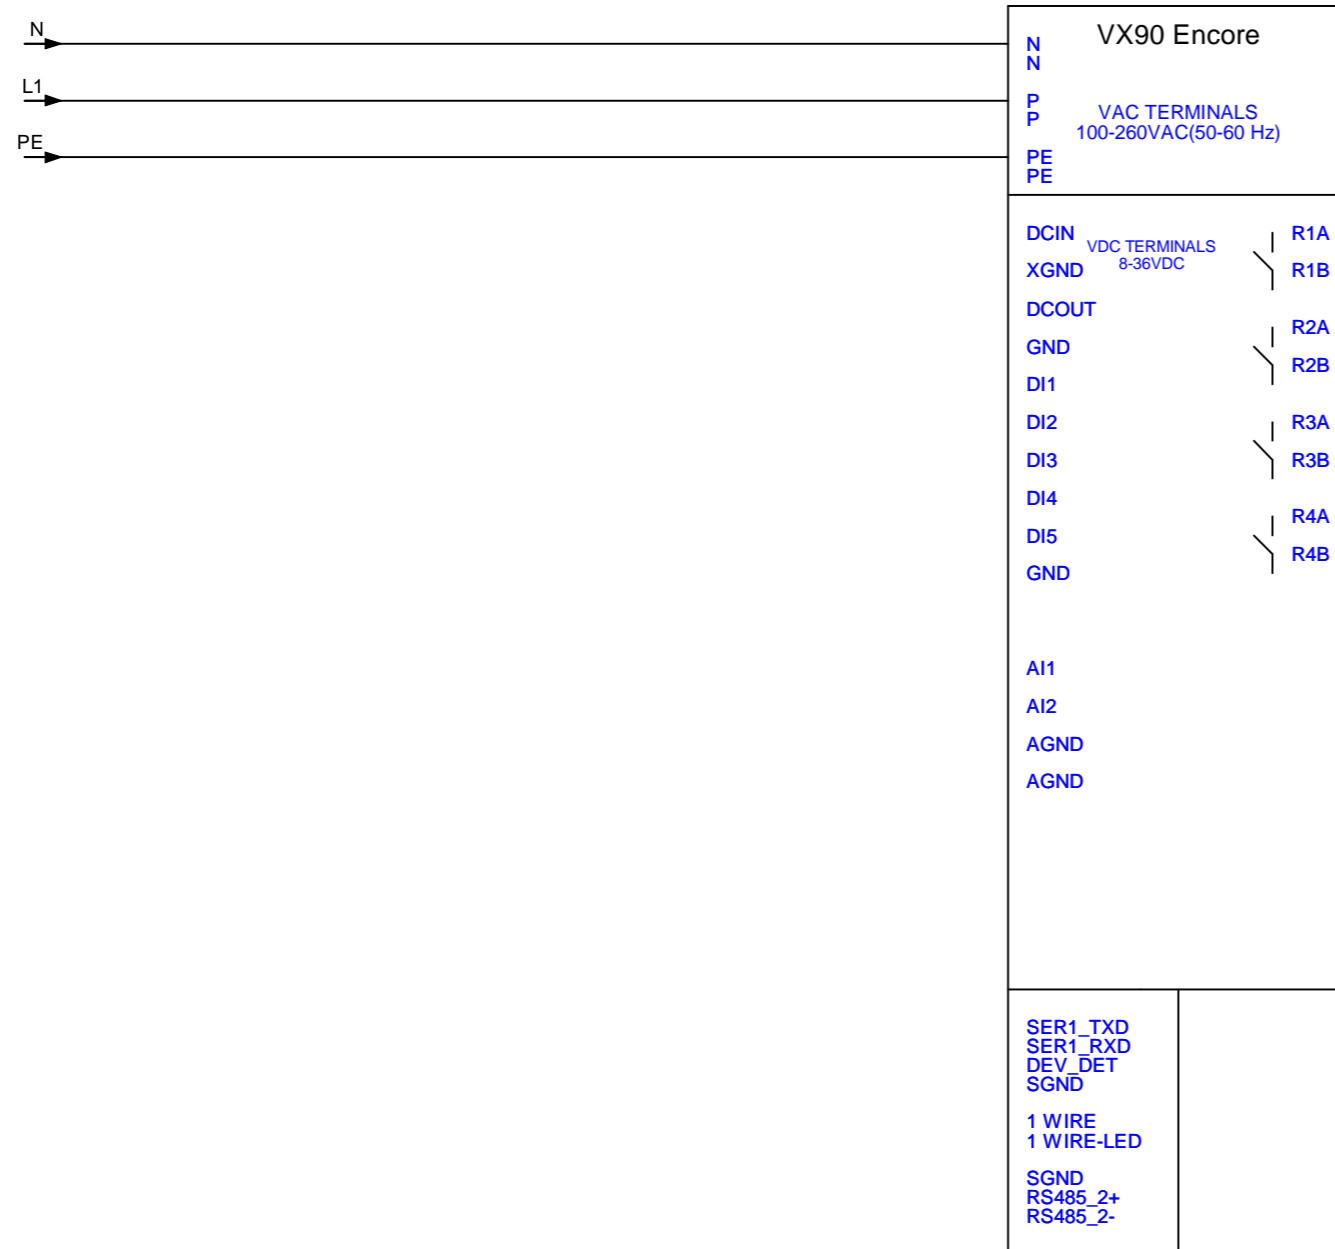 N
L1
PE
VX90 Encore
N
N
P
P
VAC TERMINALS
100-260VAC(50-60 Hz)
PE
PE
DCIN
VDC TERMINALS
8-36VDC
XGND
DCOUT
GND
DI1
DI2
DI3
DI4
DI5
GND
R1A
R1B
R2A
R2B
R3A
R3B
R4A
R4B
AI1
AI2
AGND
AGND
SER1_TXD
SER1_RXD
DEV_DET
SGND
1 WIRE
1 WIRE-LED
SGND
RS485_2+
RS485_2-